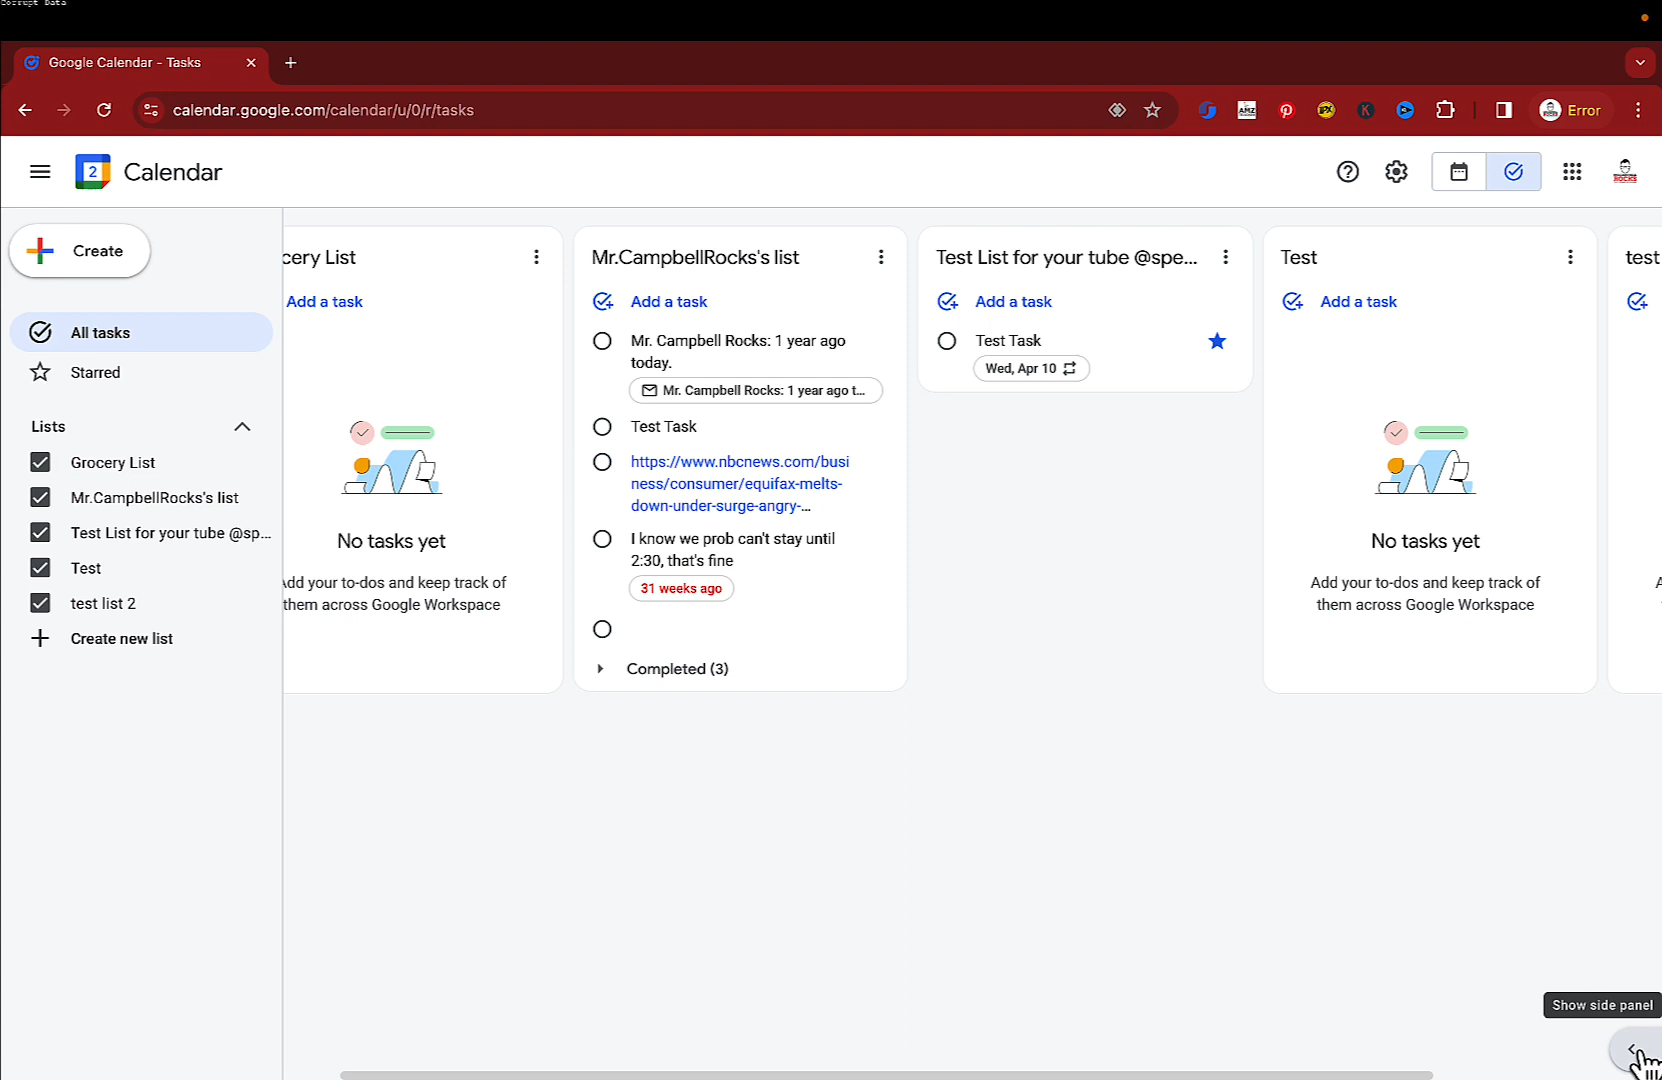 Corrupt Data
Google Calendar - Tasks
calendar.google.com/calendar/u/0/r/tasks
AMZ
K
Error
2
Calendar
ROCKS
Create
All tasks
Starred
Lists
Grocery List
Mr.CampbellRocks's list
Test List for your tube @sp...
Test
test list 2
Create new list
cery List
Add a task
No tasks yet
Add your to-dos and keep track of
them across Google Workspace
Mr.CampbellRocks's list
Add a task
Mr. Campbell Rocks: 1 year ago
today.
Mr. Campbell Rocks: 1 year ago t...
Test Task
https://www.nbcnews.com/busi
ness/consumer/equifax-melts-
down-under-surge-angry-...
I know we prob can't stay until
2:30, that's fine
31 weeks ago
Completed (3)
Test List for your tube @spe...
Add a task
Test Task
Wed, Apr 10
Test
Add a task
No tasks yet
Add your to-dos and keep track of
them across Google Workspace
test
Show side panel